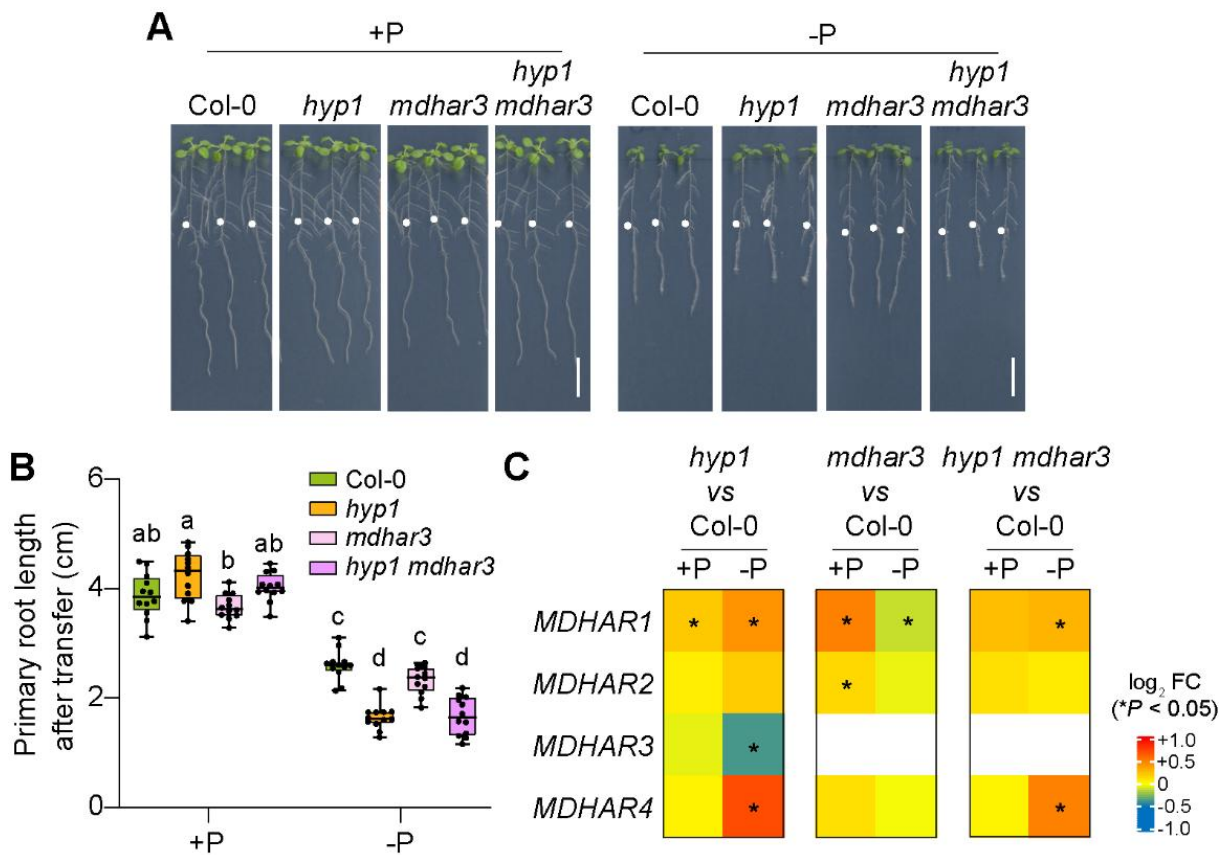 A
+P
-P
Col-0 hyp1 mdhar3 hyp1 mdhar3
Col-0 hyp1 mdhar3 hyp1 mdhar3
B
Primary root length
after transfer (cm)
6
4
2
0
ab a b ab
c d c d
+P -P
Col-0
hyp1
mdhar3
hyp1 mdhar3
C
hyp1
vs
Col-0
mdhar3
vs
Col-0
hyp1 mdhar3
vs
Col-0
+P -P +P -P +P -P
MDHAR1 * * * * *
MDHAR2 *
MDHAR3 *
MDHAR4 * *
log₂ FC
(*P < 0.05)
+1.0
+0.5
0
-0.5
-1.0